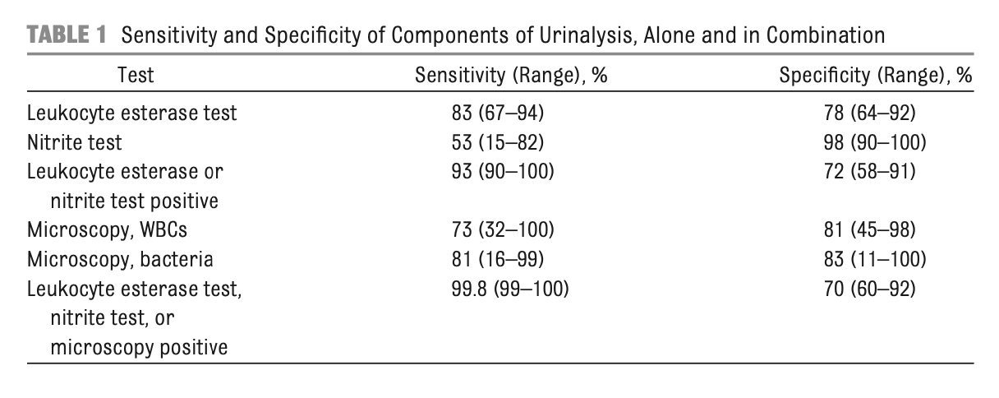 TABLE 1 Sensitivity and Specificity of Components of Urinalysis, Alone and in Combination
Test Sensitivity (Range), % Specificity (Range), %
Leukocyte esterase test 83 (67–94) 78 (64–92)
Nitrite test 53 (15–82) 98 (90–100)
Leukocyte esterase or 93 (90–100) 72 (58–91)
nitrite test positive
Microscopy, WBCs 73 (32–100) 81 (45–98)
Microscopy, bacteria 81 (16–99) 83 (11–100)
Leukocyte esterase test, 99.8 (99–100) 70 (60–92)
nitrite test, or
microscopy positive